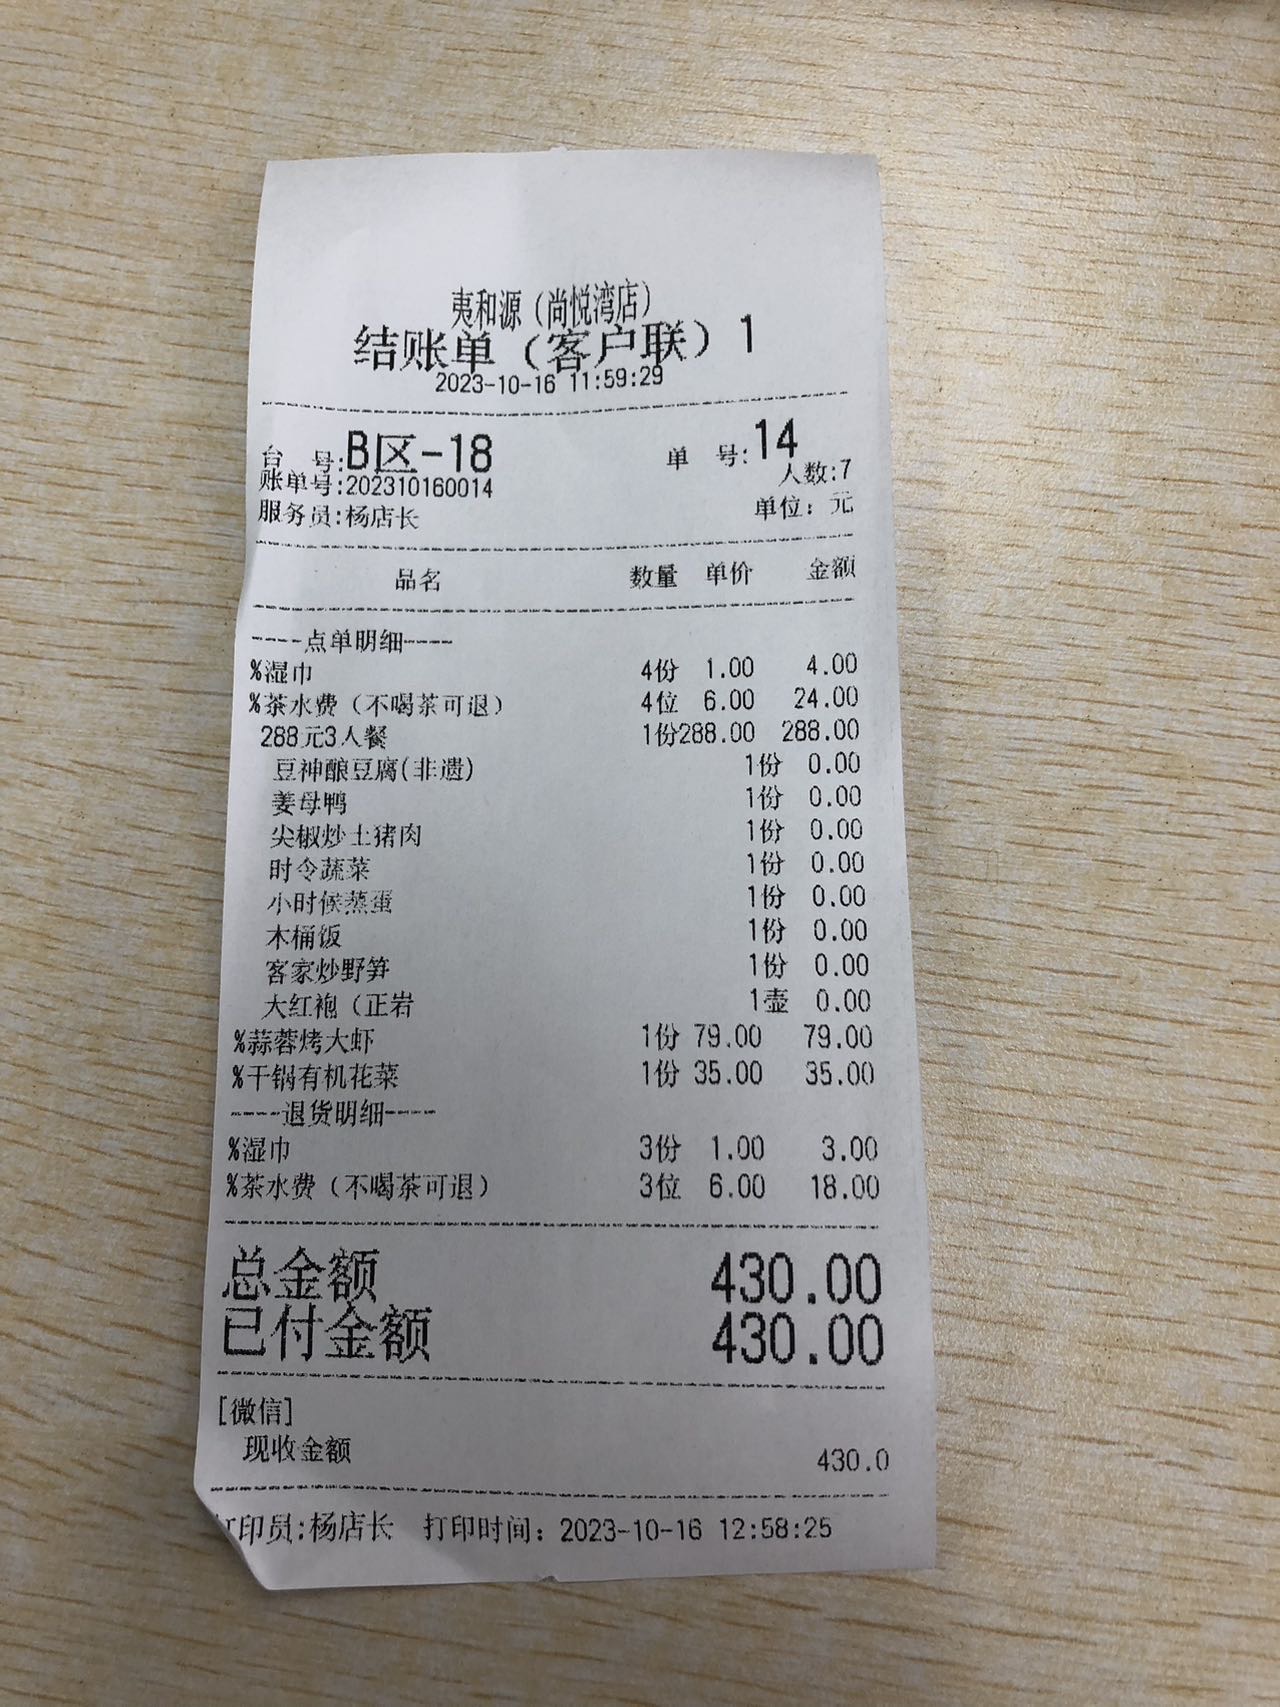 夷和源（尚悦湾店）
结账单（客户联）1
2023-10-16 11:59:29
台 号:B区-18 单 号:14
账单号:202310160014 人数:7
服务员:杨店长 单位：元
品名 数量 单价 金额
----点单明细----
%湿巾 4份 1.00 4.00
%茶水费（不喝茶可退） 4位 6.00 24.00
288元3人餐 1份288.00 288.00
豆神酿豆腐(非遗) 1份 0.00
姜母鸭 1份 0.00
尖椒炒土猪肉 1份 0.00
时令蔬菜 1份 0.00
小时候蒸蛋 1份 0.00
木桶饭 1份 0.00
客家炒野笋 1份 0.00
大红袍（正岩 1壶 0.00
%蒜蓉烤大虾 1份 79.00 79.00
%干锅有机花菜 1份 35.00 35.00
----退货明细----
%湿巾 3份 1.00 3.00
%茶水费（不喝茶可退） 3位 6.00 18.00
总金额 430.00
已付金额 430.00
[微信]
现收金额 430.0
打印员:杨店长 打印时间：2023-10-16 12:58:25